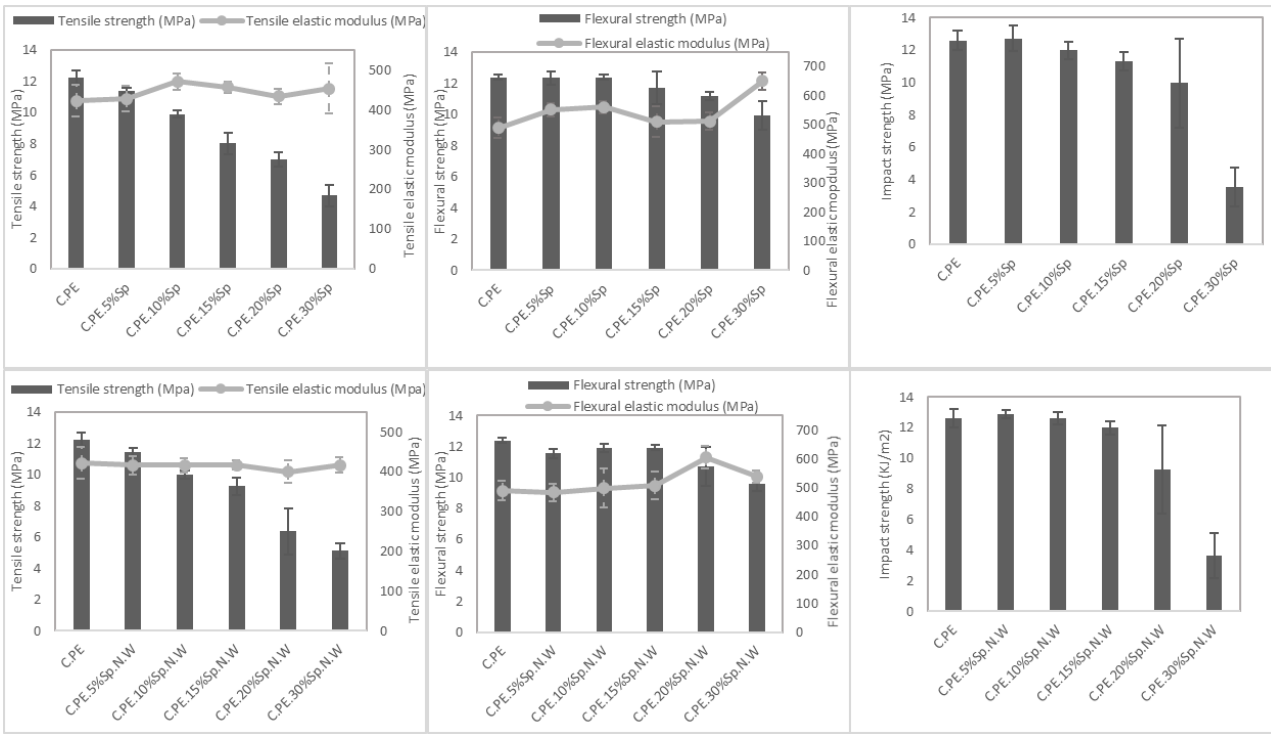 Tensile strength (MPa) Tensile elastic modulus(MPa)
Tensile strength (MPa)
14
12
10
8
6
4
2
0
Tensile elastic modulus (MPa)
500
400
300
200
100
0
C.PE
C.PE.5%Sp
C.PE.10%Sp
C.PE.15%Sp
C.PE.20%Sp
C.PE.30%Sp
Flexural strength (MPa)
Flexural elastic modulus (MPa)
Flexural strength (MPa)
14
12
10
8
6
4
2
0
Flexural elastic mopdulus (MPa)
700
600
500
400
300
200
100
0
C.PE
C.PE.5%Sp
C.PE.10%Sp
C.PE.15%Sp
C.PE.20%Sp
C.PE.30%Sp
Impact strength (MPa)
14
12
10
8
6
4
2
0
C.PE
C.PE.5%Sp
C.PE.10%Sp
C.PE.15%Sp
C.PE.20%Sp
C.PE.30%Sp
Tensile strength (Mpa) Tensile elastic modulus (Mpa)
Tensile strength (MPa)
14
12
10
8
6
4
2
0
Tensile elastic modulus (MPa)
500
400
300
200
100
0
C.PE
C.PE.5%Sp.N.W
C.PE.10%Sp.N.W
C.PE.15%Sp.N.W
C.PE.20%Sp.N.W
C.PE.30%Sp.N.W
Flexural strength (MPa)
Flexural elastic modulus (MPa)
Flexural strength (MPa)
14
12
10
8
6
4
2
0
Flexural elastic modulus (MPa)
700
600
500
400
300
200
100
0
C.PE
C.PE.5%Sp.N.W
C.PE.10%Sp.N.W
C.PE.15%Sp.N.W
C.PE.20%Sp.N.W
C.PE.30%Sp.N.W
Impact strength (KJ/m2)
14
12
10
8
6
4
2
0
C.PE
C.PE.5%Sp.N.W
C.PE.10%Sp.N.W
C.PE.15%Sp.N.W
C.PE.20%Sp.N.W
C.PE.30%Sp.N.W